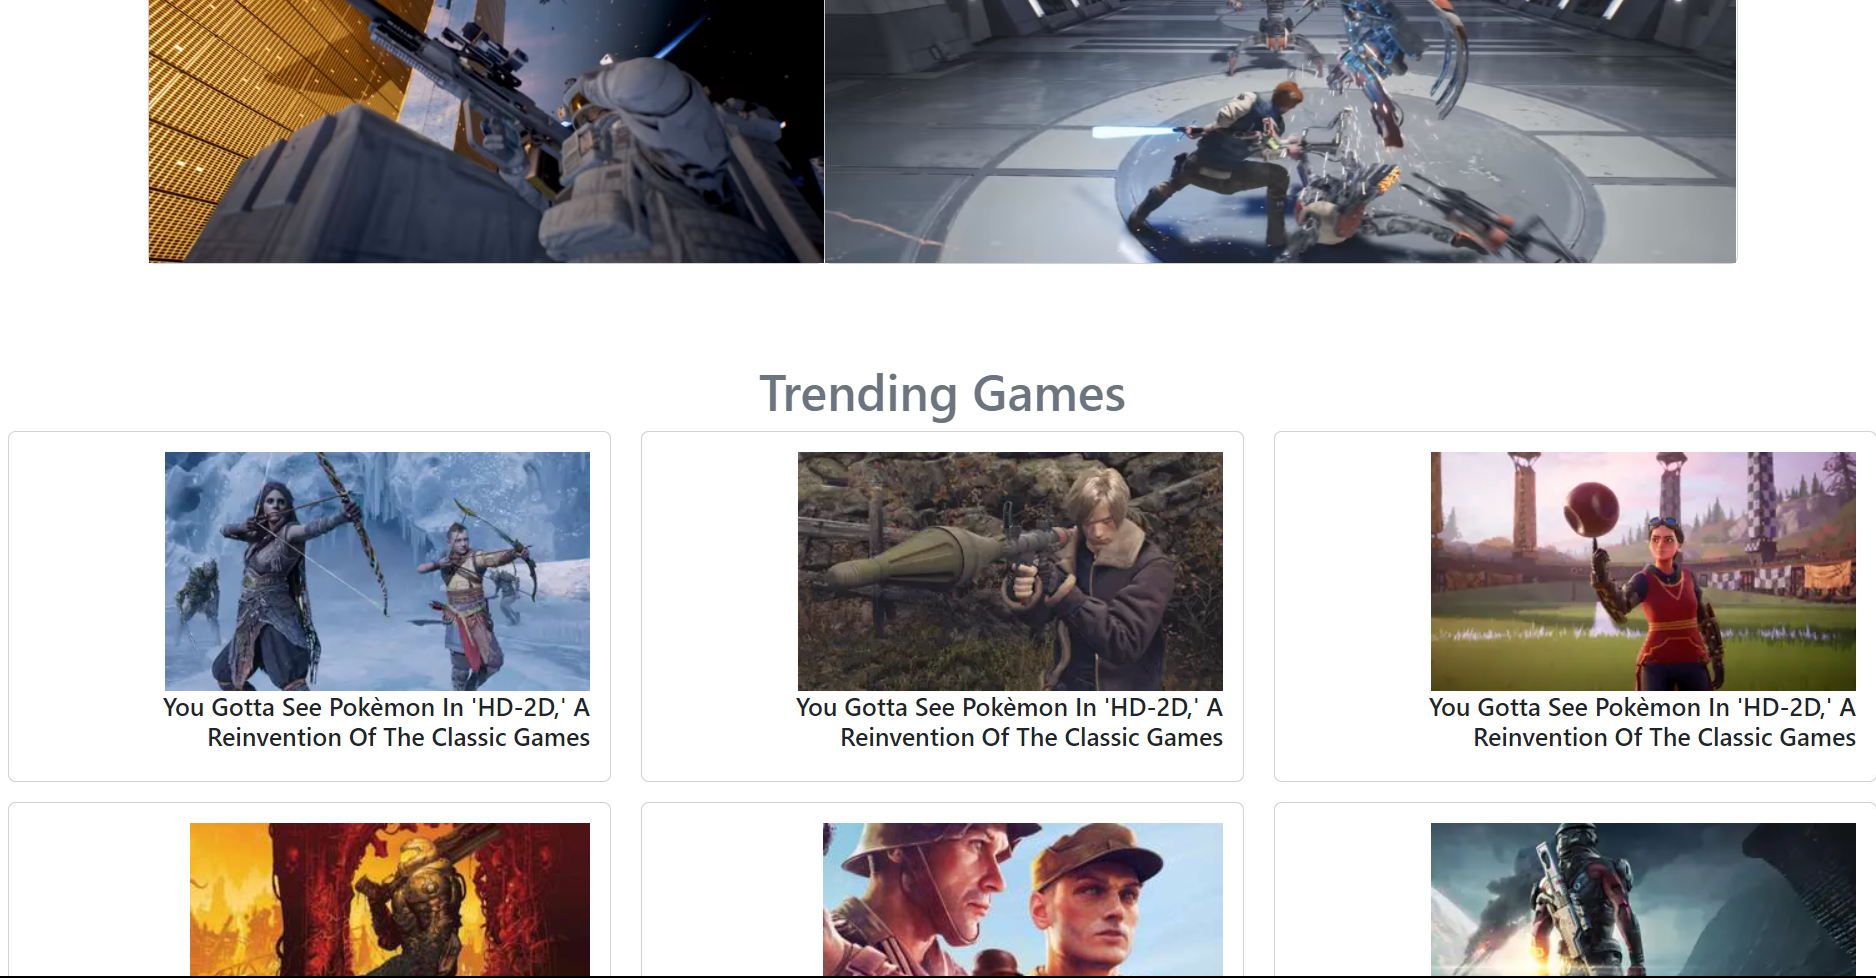 Trending Games
You Gotta See Pokèmon In 'HD-2D,' A
Reinvention Of The Classic Games
You Gotta See Pokèmon In 'HD-2D,' A
Reinvention Of The Classic Games
You Gotta See Pokèmon In 'HD-2D,' A
Reinvention Of The Classic Games